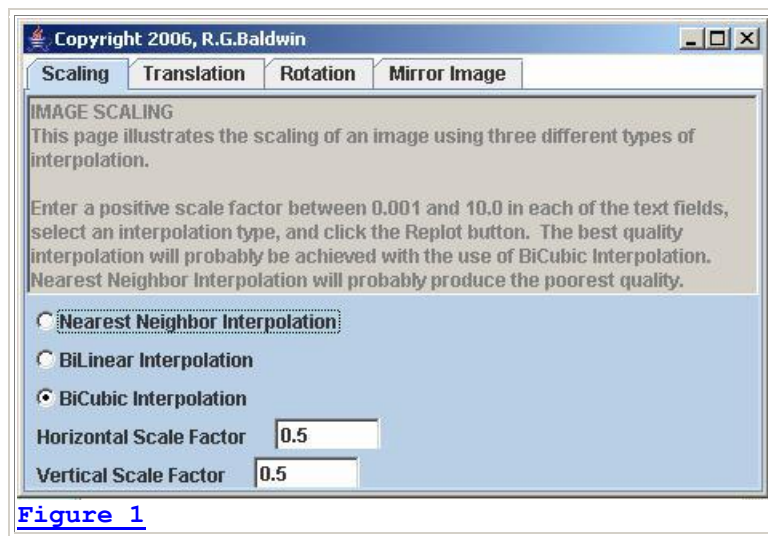 Copyright 2006, R.G.Baldwin
Scaling Translation Rotation Mirror Image
IMAGE SCALING
This page illustrates the scaling of an image using three different types of
interpolation.
Enter a positive scale factor between 0.001 and 10.0 in each of the text fields,
select an interpolation type, and click the Replot button. The best quality
interpolation will probably be achieved with the use of BiCubic Interpolation.
Nearest Neighbor Interpolation will probably produce the poorest quality.
Nearest Neighbor Interpolation
BiLinear Interpolation
BiCubic Interpolation
Horizontal Scale Factor 0.5
Vertical Scale Factor 0.5
Figure 1